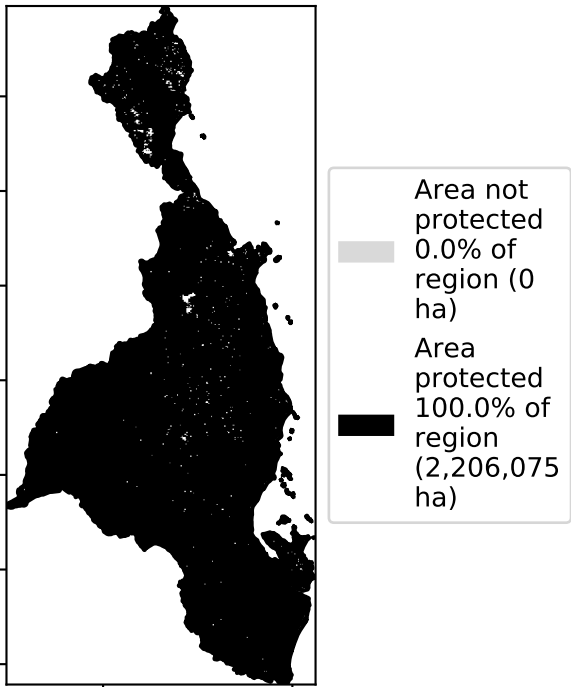 Area not
protected
0.0% of
region (0
ha)
Area
protected
100.0% of
region
(2,206,075
ha)